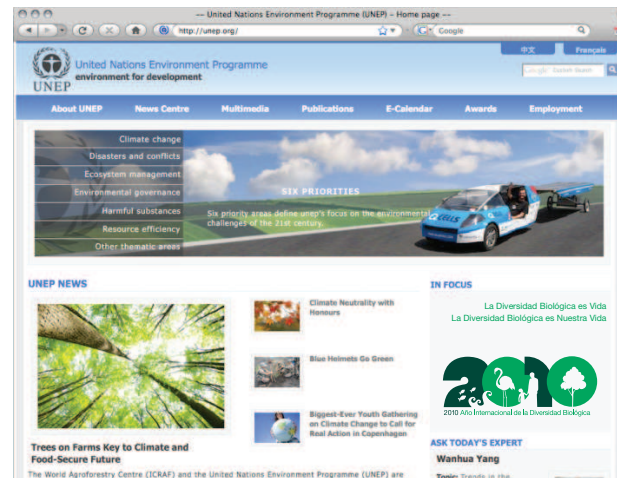 -- United Nations Environment Programme (UNEP) - Home page --
http://unep.org/
Google
中文
Français
United Nations Environment Programme
environment for development
UNEP
About UNEP
News Centre
Multimedia
Publications
E-Calendar
Awards
Employment
Climate change
Disasters and conflicts
Ecosystem management
Environmental governance
Harmful substances
Resource efficiency
Other thematic areas
SIX PRIORITIES
Six priority areas define unep's focus on the environmental
challenges of the 21st century.
UNEP NEWS
Climate Neutrality with
Honours
Blue Helmets Go Green
Biggest-Ever Youth Gathering
on Climate Change to Call for
Real Action in Copenhagen
Trees on Farms Key to Climate and
Food-Secure Future
The World Agroforestry Centre (ICRAF) and the United Nations Environment Programme (UNEP) are
IN FOCUS
La Diversidad Biológica es Vida
La Diversidad Biológica es Nuestra Vida
2010
2010 Año Internacional de la Diversidad Biológica
ASK TODAY'S EXPERT
Wanhua Yang
Topic: Trends in the